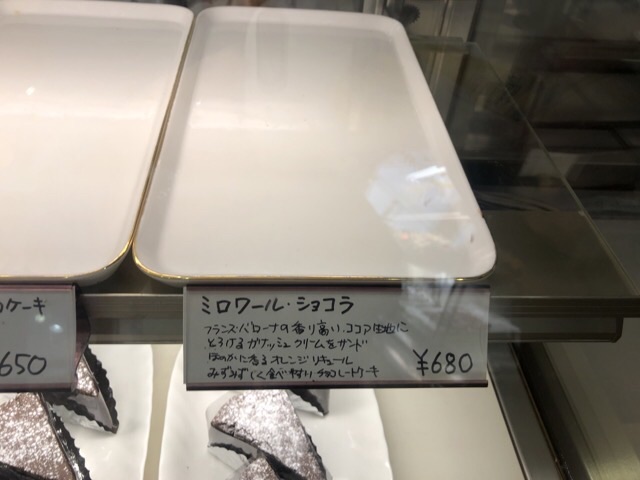 ミロワール・ショコラ
フランス・バローナの香り高い、ココア生地に
とろけるガナッシュクリームをサンド
ほのかに香るオレンジリキュール
みずみずしく食べ材り チョコレートケーキ
¥680
のケーキ
650